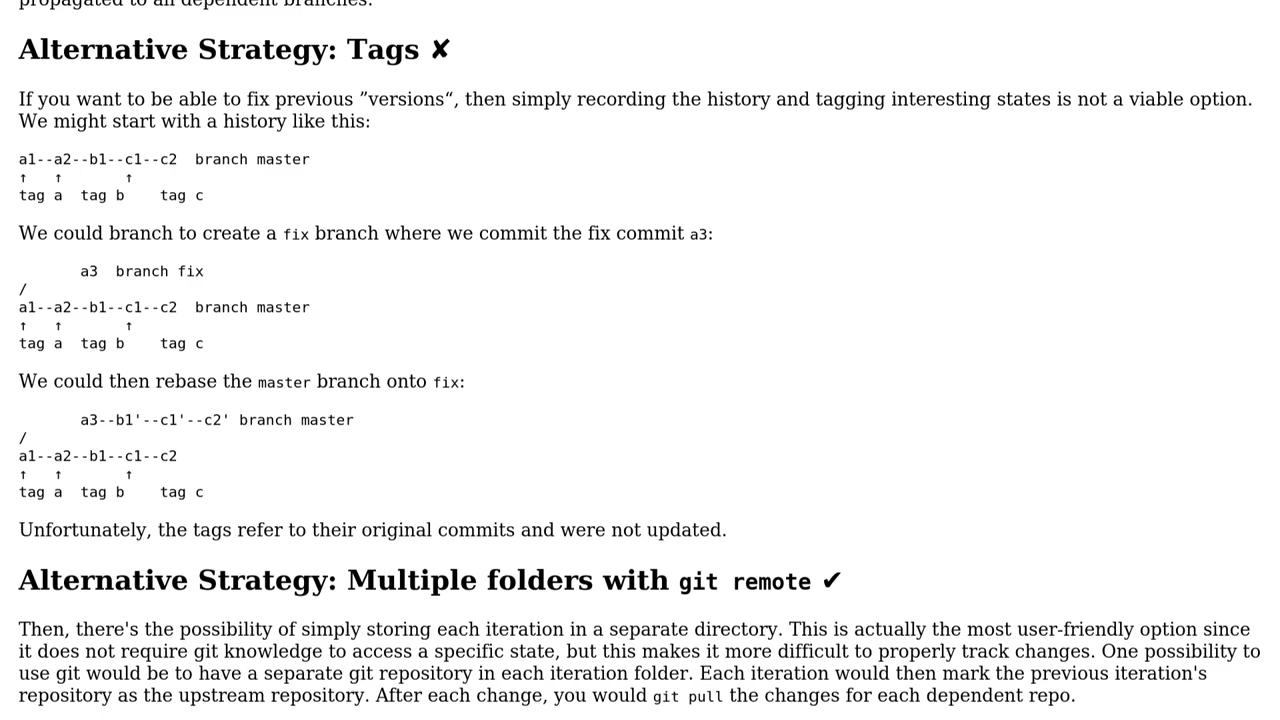 propagated to all dependent branches.
Alternative Strategy: Tags ✘
If you want to be able to fix previous ”versions“, then simply recording the history and tagging interesting states is not a viable option.
We might start with a history like this:
a1--a2--b1--c1--c2  branch master
↑   ↑       ↑
tag a  tag b    tag c
We could branch to create a fix branch where we commit the fix commit a3:
       a3  branch fix
/
a1--a2--b1--c1--c2  branch master
↑   ↑       ↑
tag a  tag b    tag c
We could then rebase the master branch onto fix:
       a3--b1'--c1'--c2' branch master
/
a1--a2--b1--c1--c2
↑   ↑       ↑
tag a  tag b    tag c
Unfortunately, the tags refer to their original commits and were not updated.
Alternative Strategy: Multiple folders with git remote ✔
Then, there's the possibility of simply storing each iteration in a separate directory. This is actually the most user-friendly option since
it does not require git knowledge to access a specific state, but this makes it more difficult to properly track changes. One possibility to
use git would be to have a separate git repository in each iteration folder. Each iteration would then mark the previous iteration's
repository as the upstream repository. After each change, you would git pull the changes for each dependent repo.